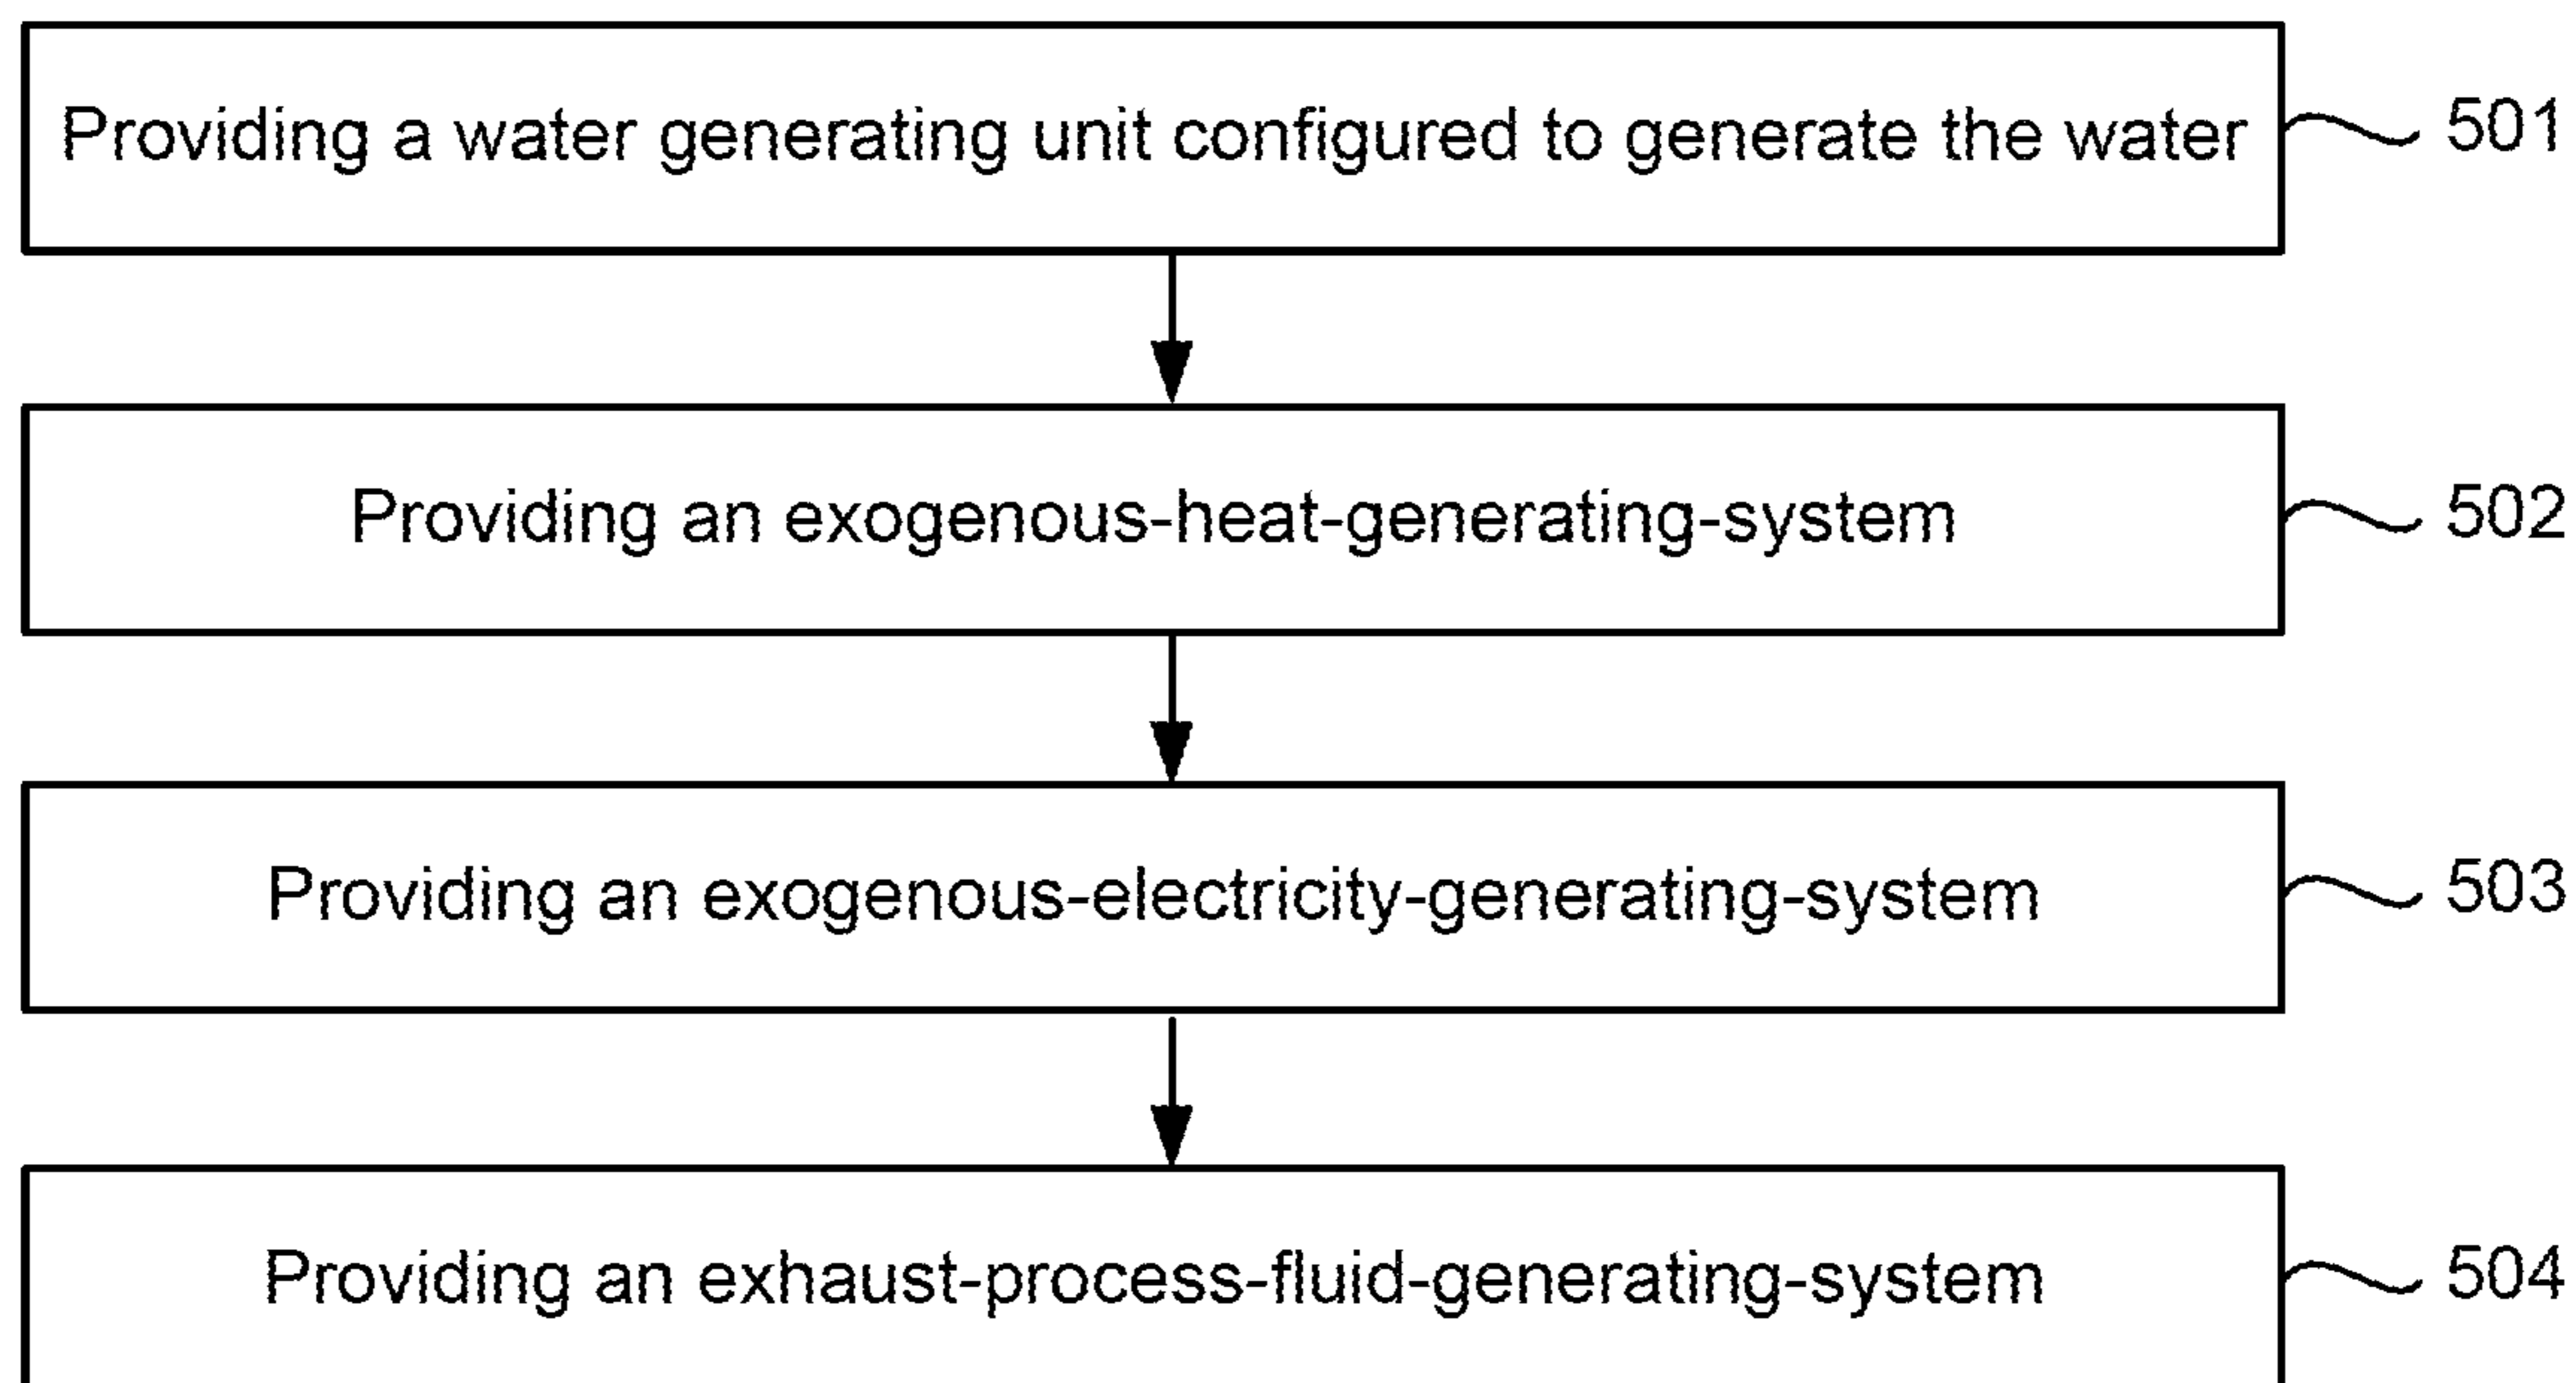 Providing a water generating unit configured to generate the water 501
Providing an exogenous-heat-generating-system 502
Providing an exogenous-electricity-generating-system 503
Providing an exhaust-process-fluid-generating-system 504